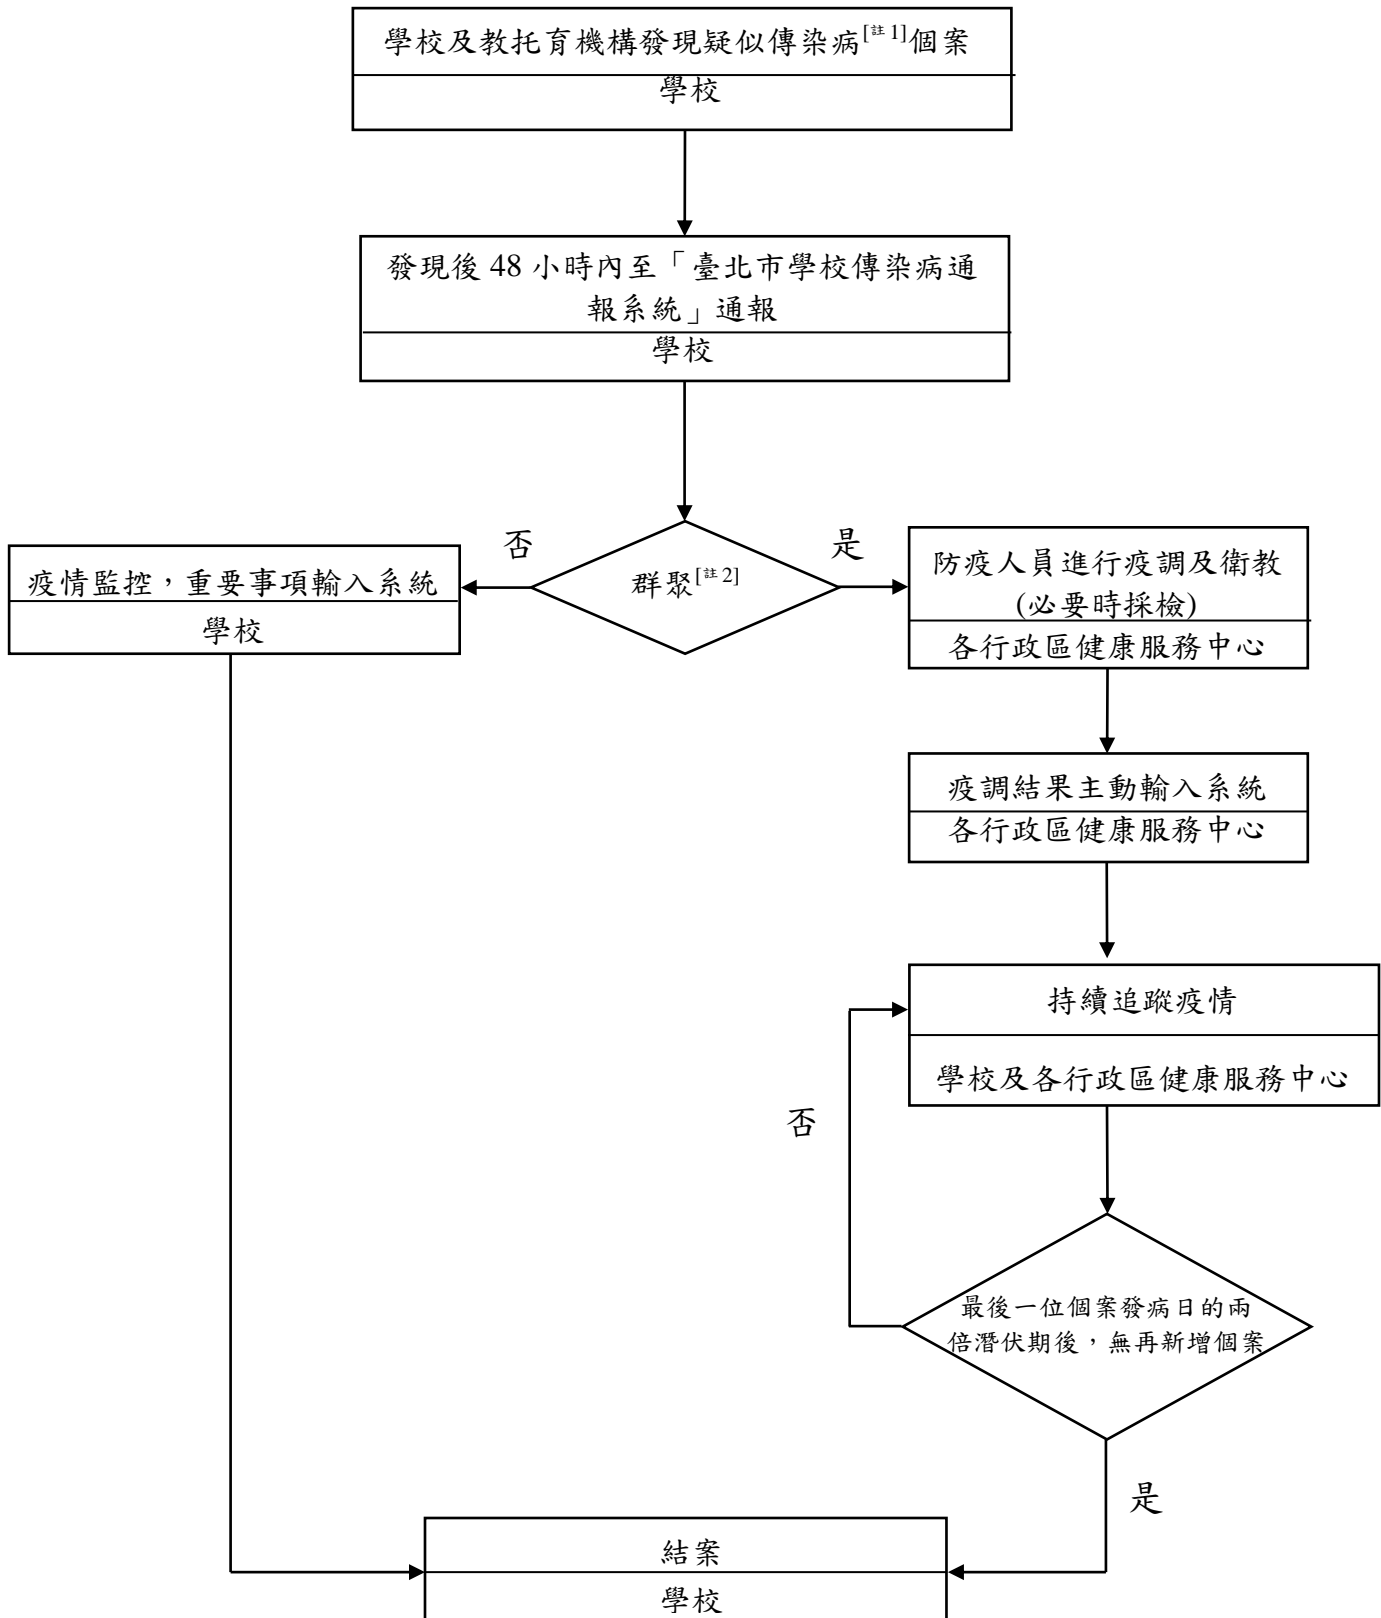 學校及教托育機構發現疑似傳染病[註1]個案
學校
發現後 48 小時內至「臺北市學校傳染病通
報系統」通報
學校
否
是
群聚[註2]
疫情監控，重要事項輸入系統
學校
防疫人員進行疫調及衛教
(必要時採檢)
各行政區健康服務中心
疫調結果主動輸入系統
各行政區健康服務中心
持續追蹤疫情
學校及各行政區健康服務中心
否
最後一位個案發病日的兩
倍潛伏期後，無再新增個案
是
結案
學校